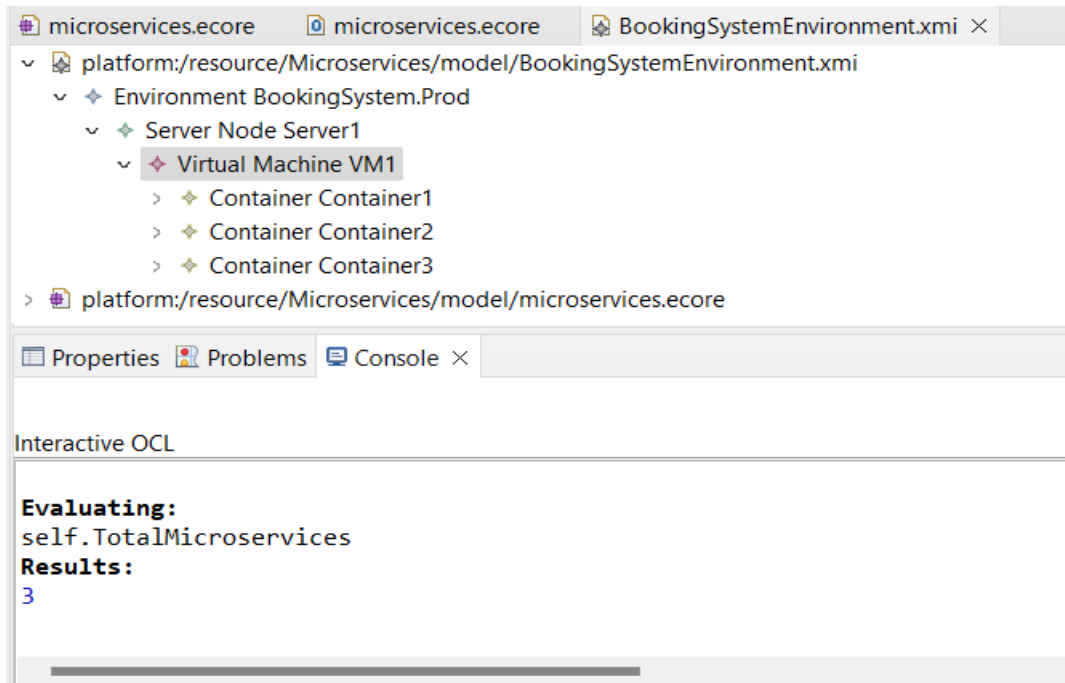 microservices.ecore microservices.ecore BookingSystemEnvironment.xmi
platform:/resource/Microservices/model/BookingSystemEnvironment.xmi
Environment BookingSystem.Prod
Server Node Server1
Virtual Machine VM1
Container Container1
Container Container2
Container Container3
platform:/resource/Microservices/model/microservices.ecore
Properties Problems Console
Interactive OCL
Evaluating:
self.TotalMicroservices
Results:
3